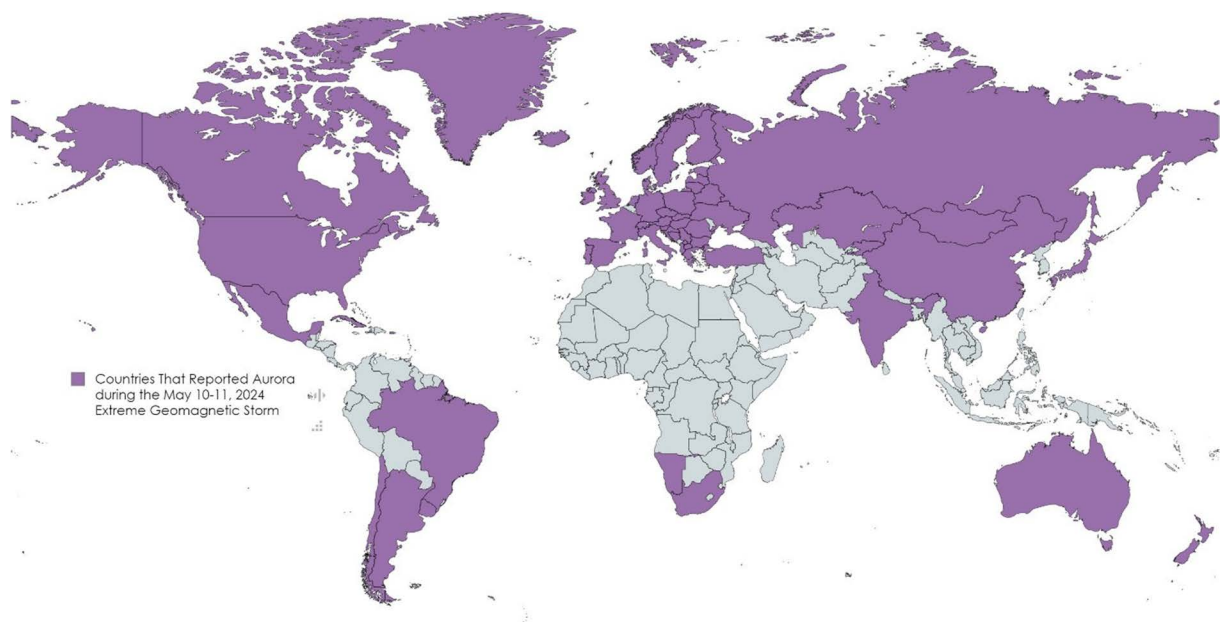 Countries That Reported Aurora
during the May 10-11, 2024
Extreme Geomagnetic Storm